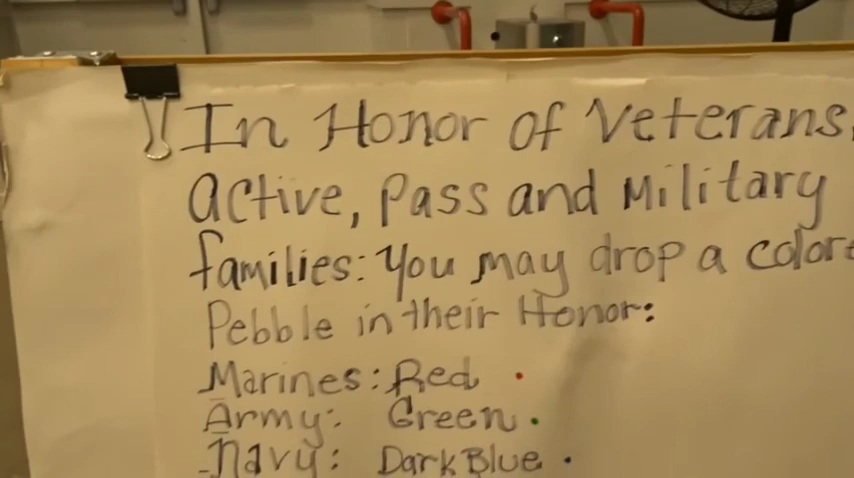 In Honor of Veterans,
Active, Pass and Military
families: You may drop a color
Pebble in their Honor:
Marines: Red
Army: Green
Navy: Dark Blue